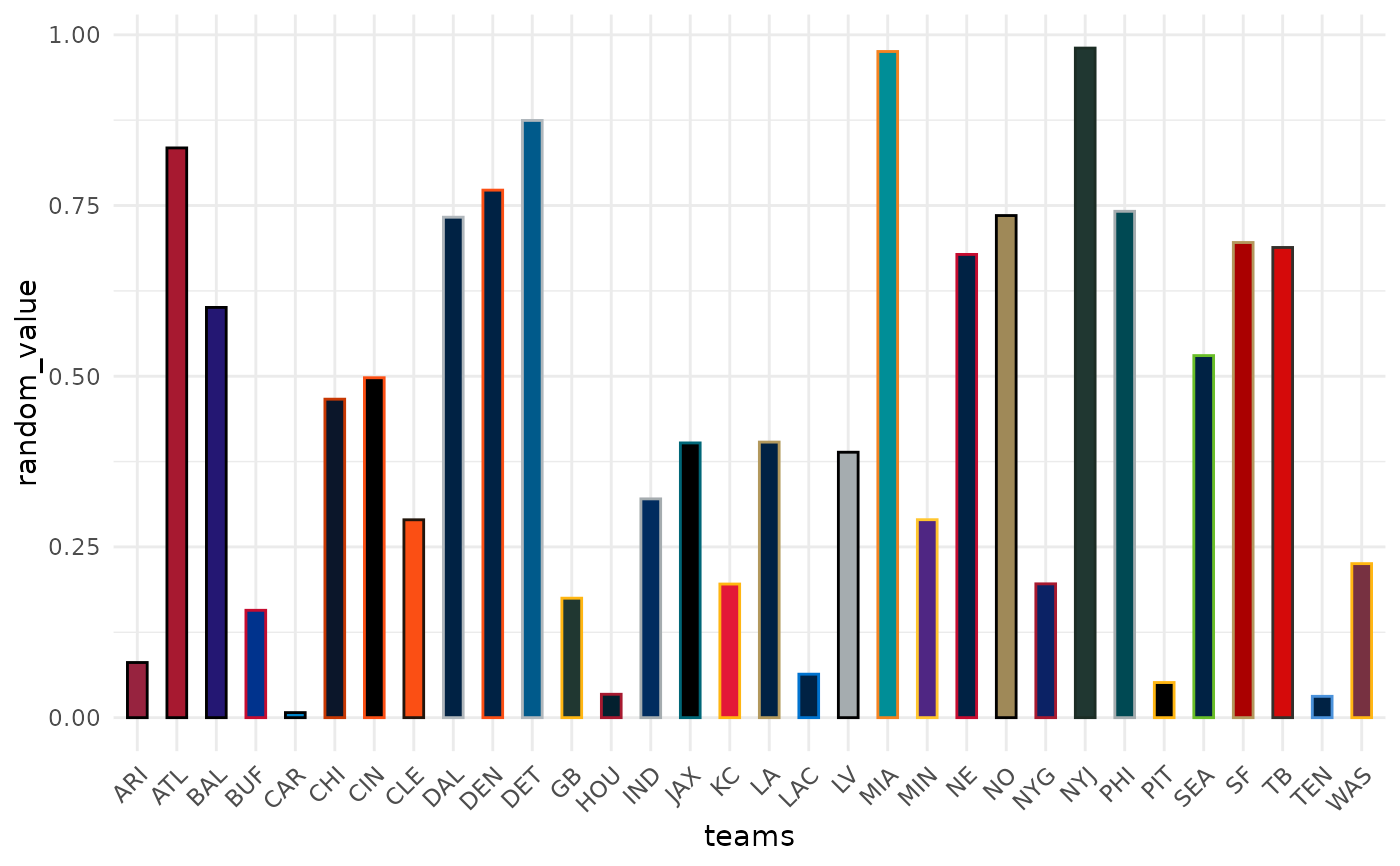 1.00
0.75
0.50
0.25
0.00
random_value
ARI ATL BAL BUF CAR CHI CIN CLE DAL DEN DET GB HOU IND JAX KC LA LAC LV MIA MIN NE NO NYG NYJ PHI PIT SEA SF TB TEN WAS
teams